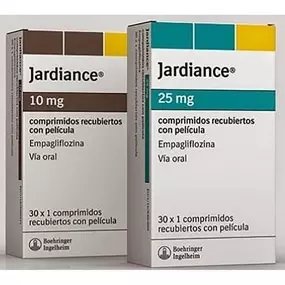 Jardiance®
10 mg
comprimidos recubiertos
con película
Empagliflozina
Vía oral
30 x 1 comprimidos
recubiertos con película
Boehringer
Ingelheim
Jardiance®
25 mg
comprimidos recubiertos
con película
Empagliflozina
Vía oral
30 x 1 comprimidos
recubiertos con película
Boehringer
Ingelheim